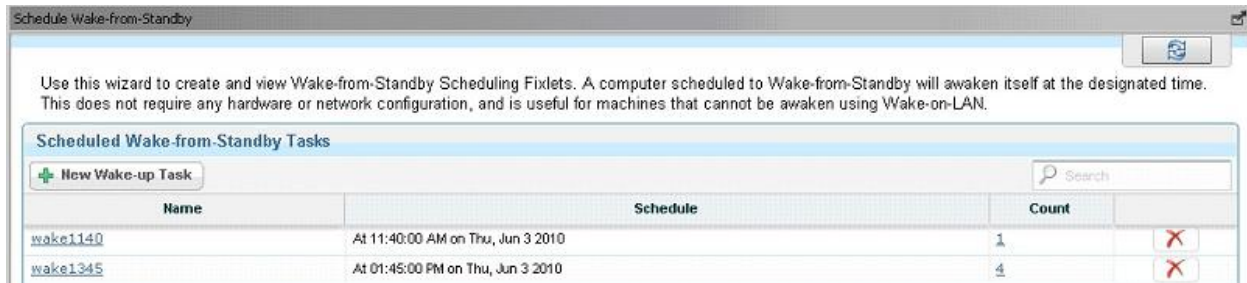 Schedule Wake-from-Standby
Use this wizard to create and view Wake-from-Standby Scheduling Fixlets. A computer scheduled to Wake-from-Standby will awaken itself at the designated time.
This does not require any hardware or network configuration, and is useful for machines that cannot be awaken using Wake-on-LAN.
Scheduled Wake-from-Standby Tasks
New Wake-up Task
Search
Name Schedule Count
wake1140 At 11:40:00 AM on Thu, Jun 3 2010 1
wake1345 At 01:45:00 PM on Thu, Jun 3 2010 4